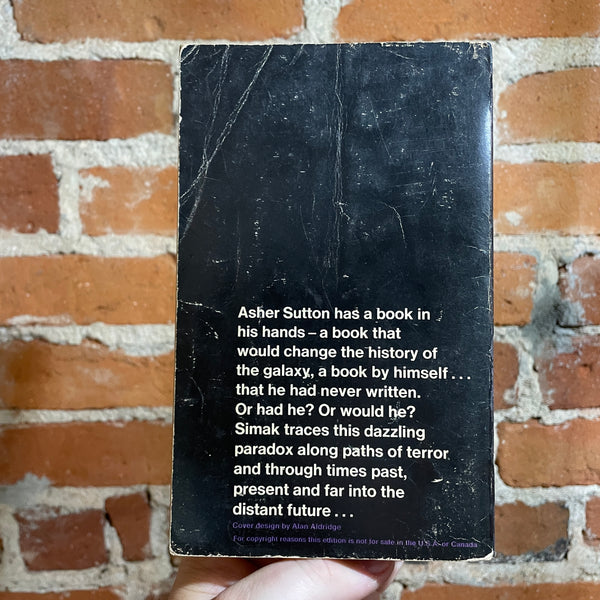 Asher Sutton has a book in
his hands – a book that
would change the history of
the galaxy, a book by himself ...
that he had never written.
Or had he? Or would he?
Simak traces this dazzling
paradox along paths of terror
and through times past,
present and far into the
distant future ...
Cover design by Alan Aldridge
For copyright reasons this edition is not for sale in the U.S.A. or Canada